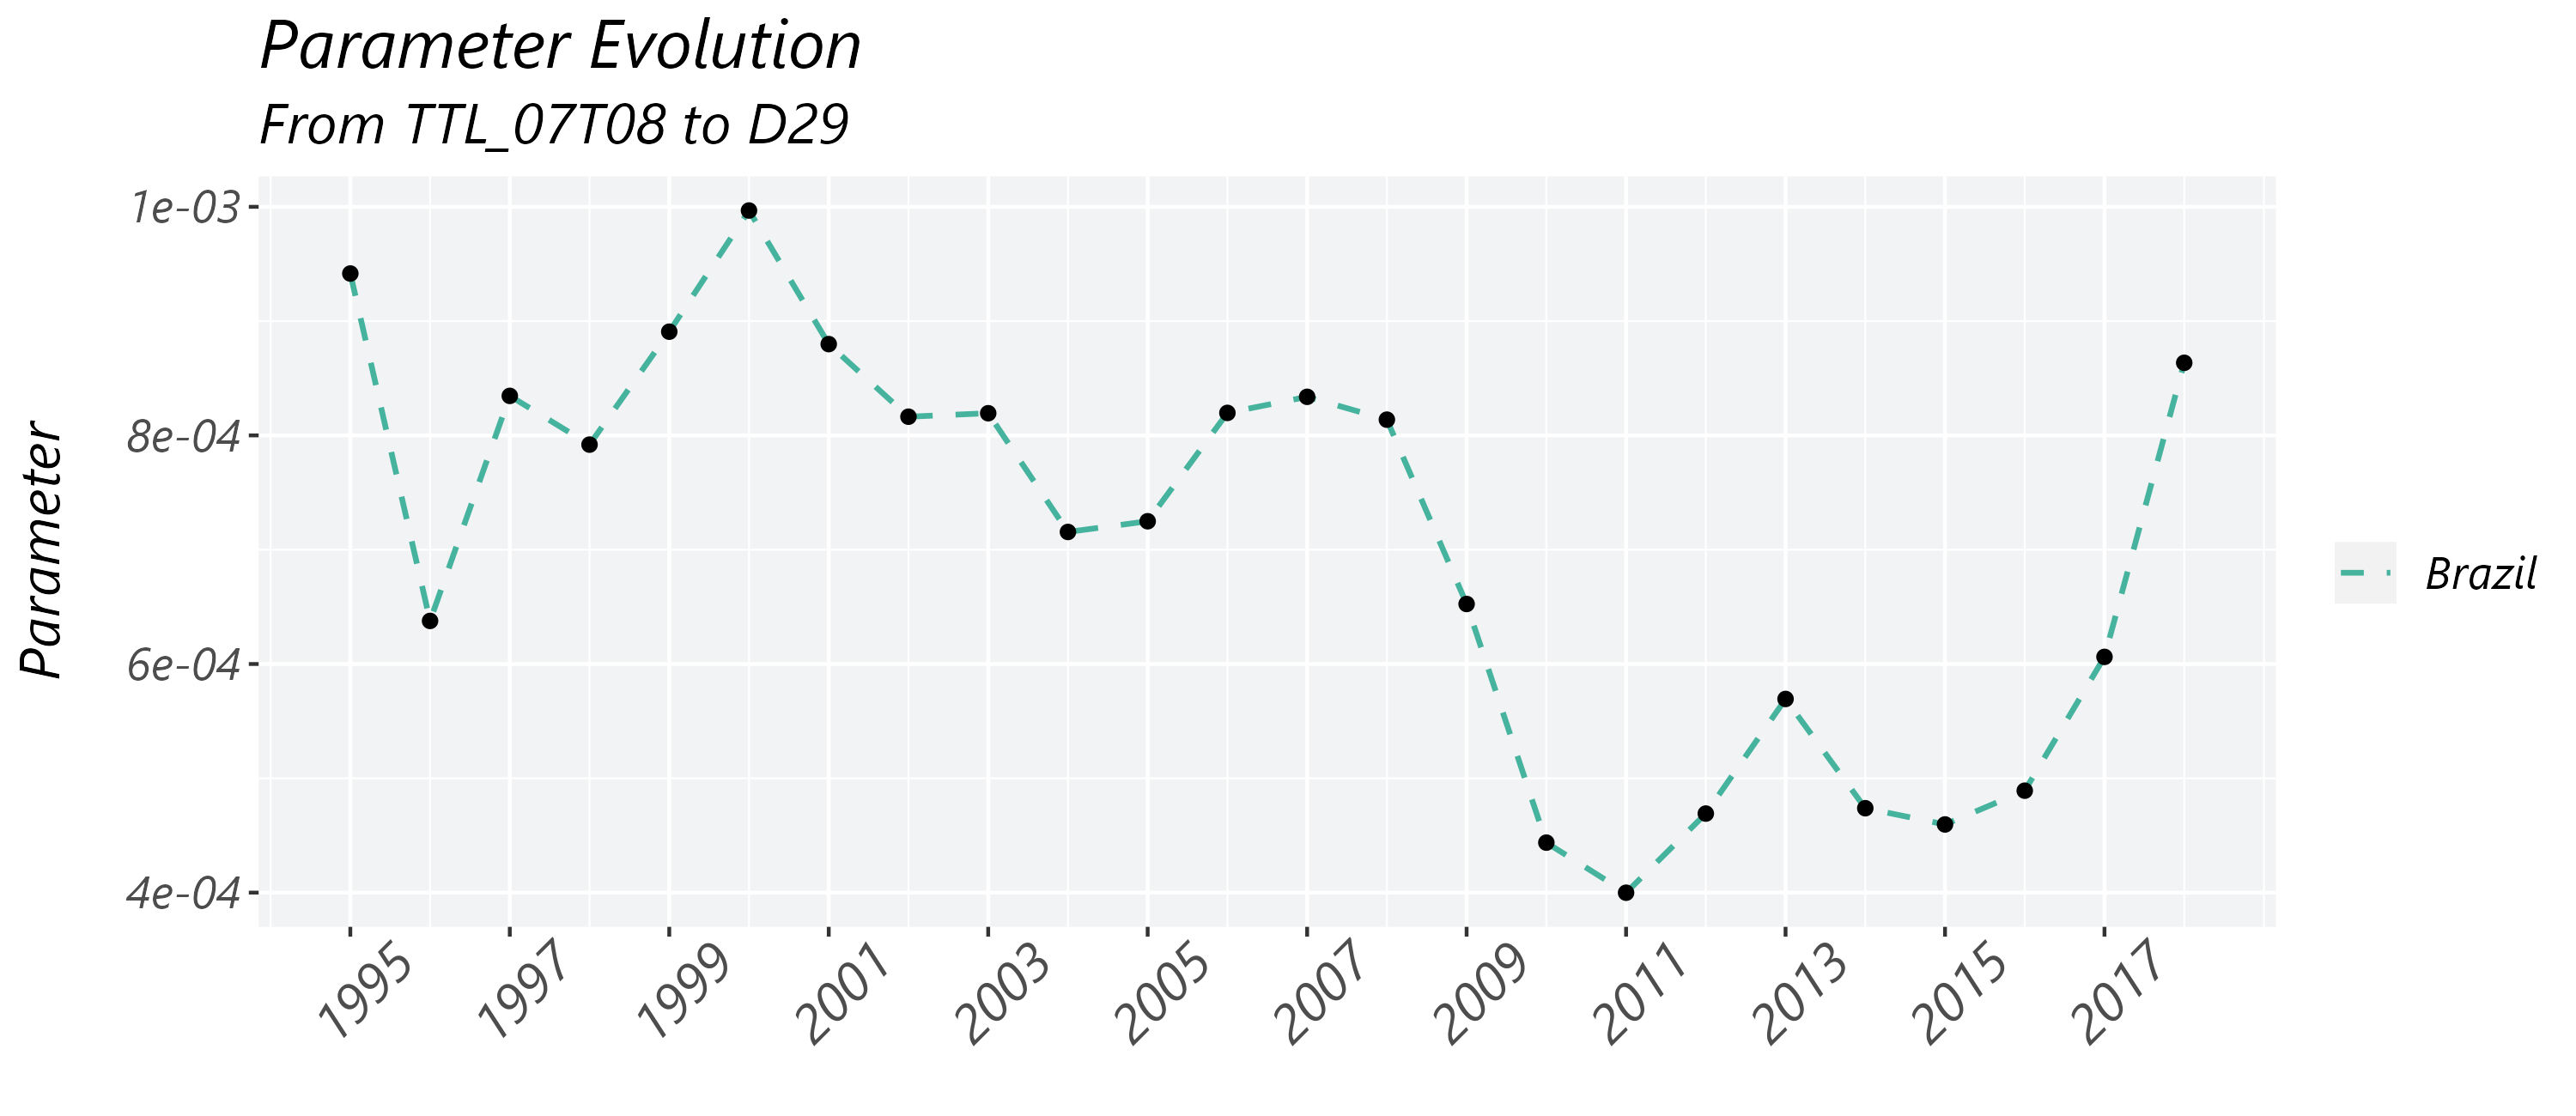 Parameter Evolution
From TTL_07T08 to D29
Parameter
1e-03
8e-04
6e-04
4e-04
1995
1997
1999
2001
2003
2005
2007
2009
2011
2013
2015
2017
Brazil